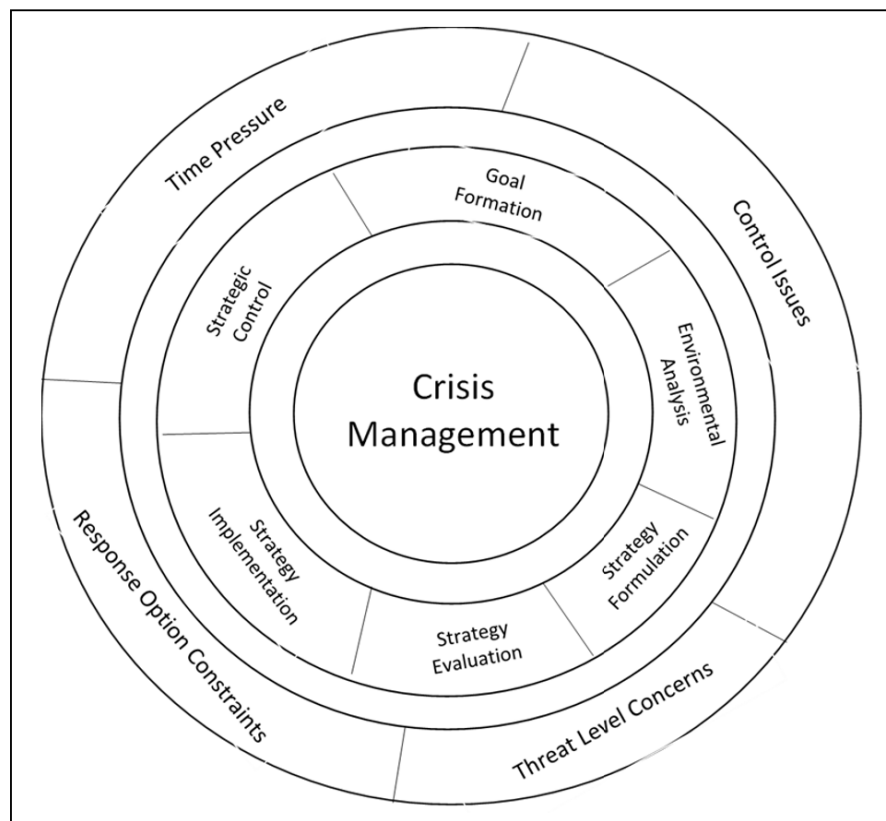 Time Pressure
Control Issues
Threat Level Concerns
Response Option Constraints
Goal
Formation
Environmental
Analysis
Strategy
Formulation
Strategy
Evaluation
Strategy
Implementation
Strategic
Control
Crisis
Management